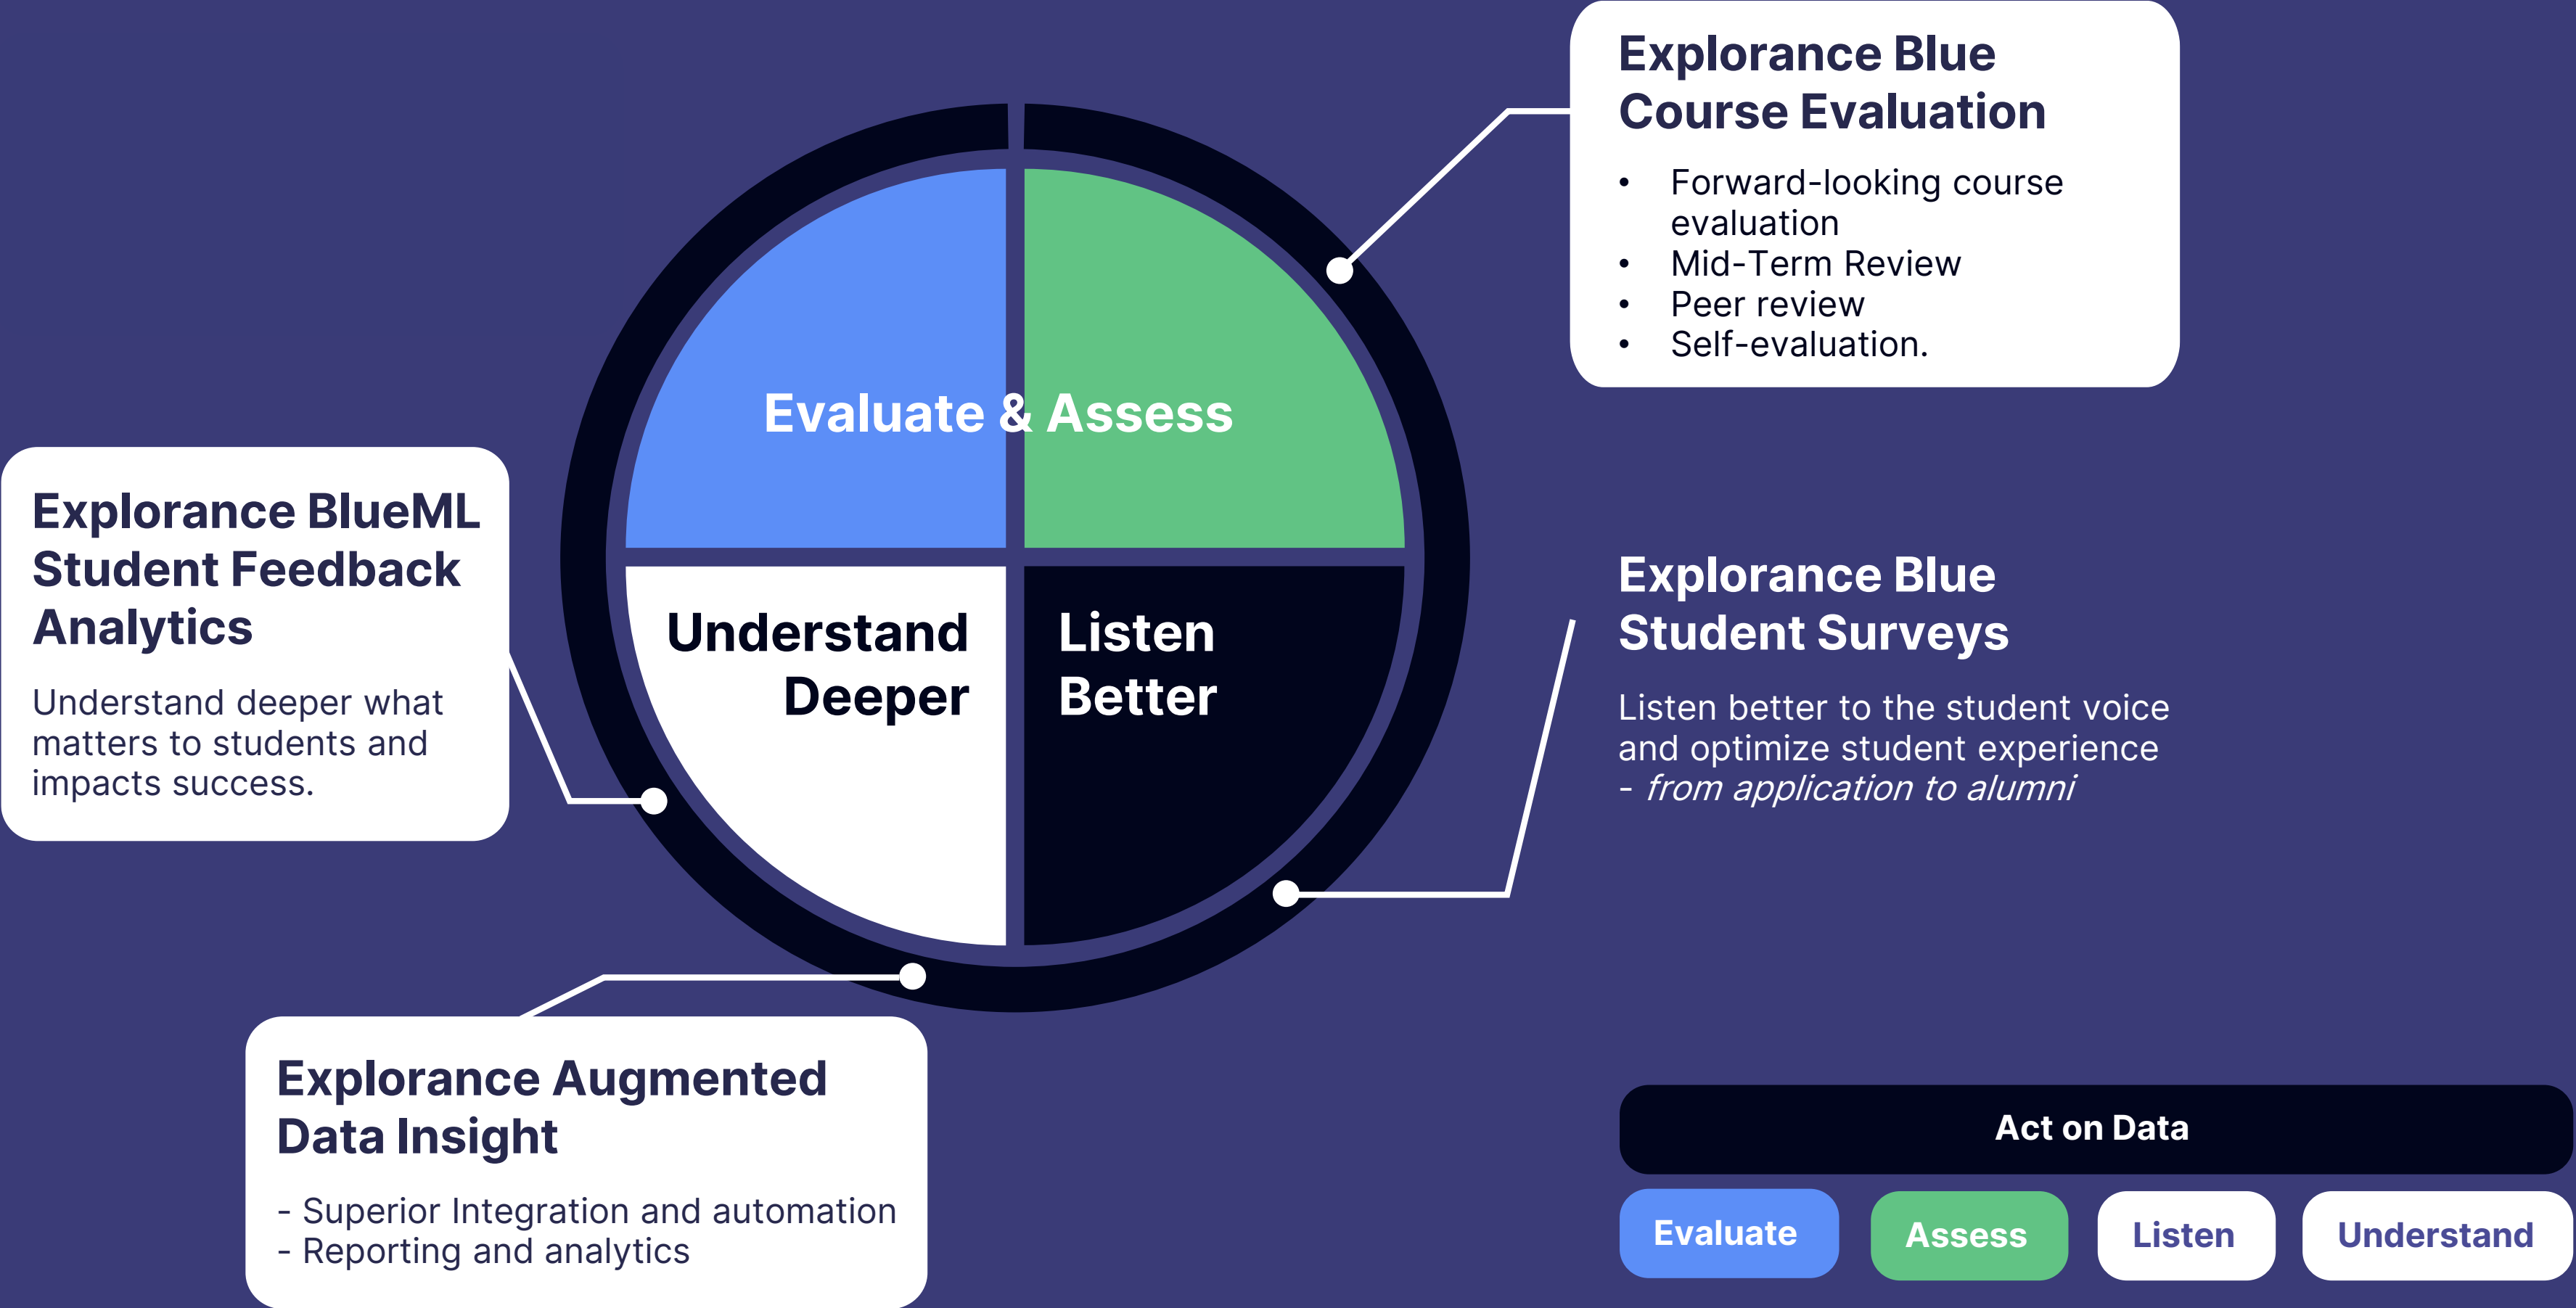 Explorance Blue
Course Evaluation
• Forward-looking course
evaluation
• Mid-Term Review
• Peer review
• Self-evaluation.
Evaluate & Assess
Understand
Deeper
Listen
Better
Explorance BlueML
Student Feedback
Analytics
Understand deeper what
matters to students and
impacts success.
Explorance Blue
Student Surveys
Listen better to the student voice
and optimize student experience
- from application to alumni
Explorance Augmented
Data Insight
- Superior Integration and automation
- Reporting and analytics
Act on Data
Evaluate
Assess
Listen
Understand